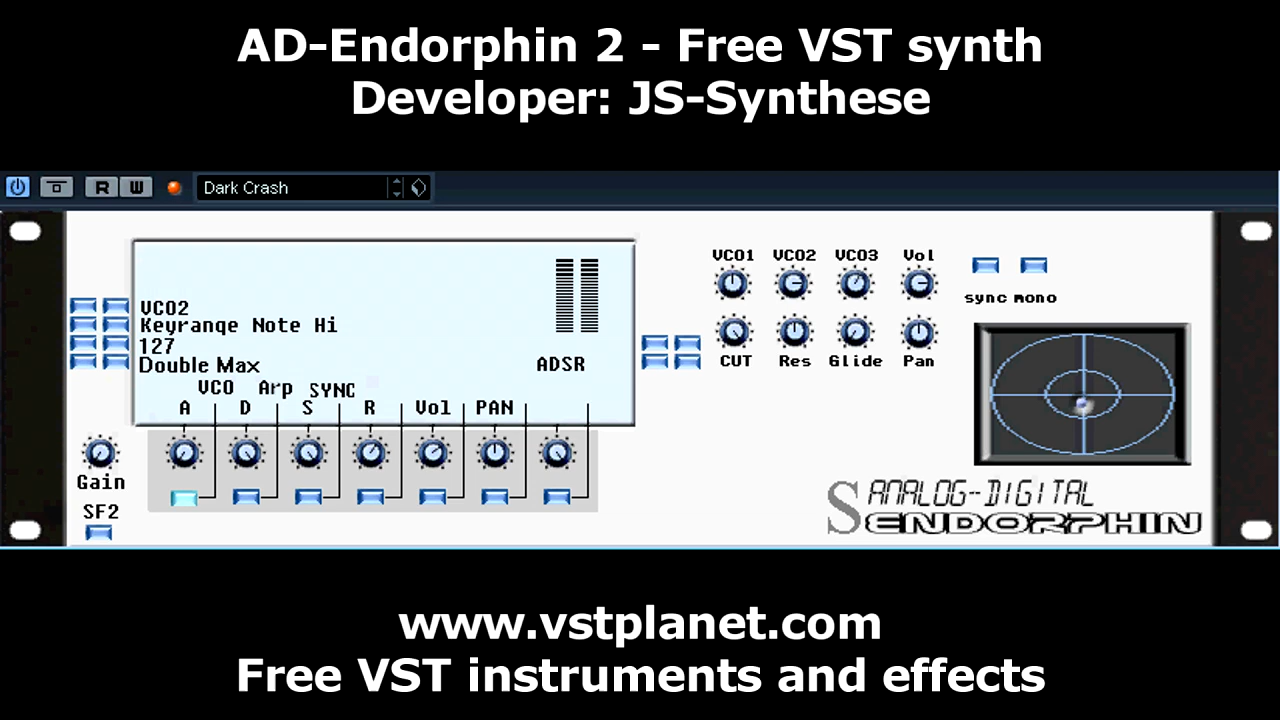 AD-Endorphin 2 - Free VST synth
Developer: JS-Synthese
R W Dark Crash
VCO2
Keyranqe Note Hi
127
Double Max
ADSR
VCO Arp SYNC
A D S R Vol PAN
Gain
SF2
VCO1 VCO2 VCO3 Vol
CUT Res Glide Pan
sync mono
S ANALOG-DIGITAL
ENDORPHIN
www.vstplanet.com
Free VST instruments and effects